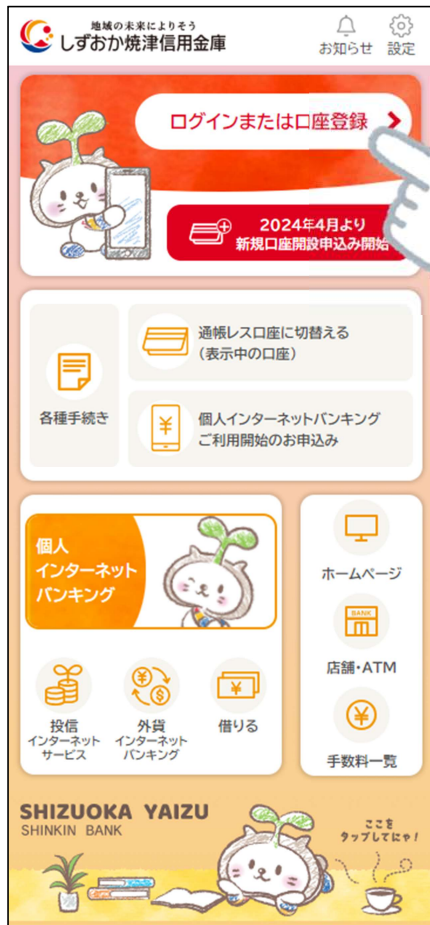 地域の未来によりそう
しずおか焼津信用金庫
お知らせ
設定
ログインまたは口座登録
2024年4月より
新規口座開設申込み開始
各種手続き
通帳レス口座に切替える
(表示中の口座)
個人インターネットバンキング
ご利用開始のお申込み
個人
インターネット
バンキング
投信
インターネット
サービス
外貨
インターネット
バンキング
借りる
ホームページ
BANK
店舗・ATM
手数料一覧
SHIZUOKA YAIZU
SHINKIN BANK
ここを
タップしてにゃ!